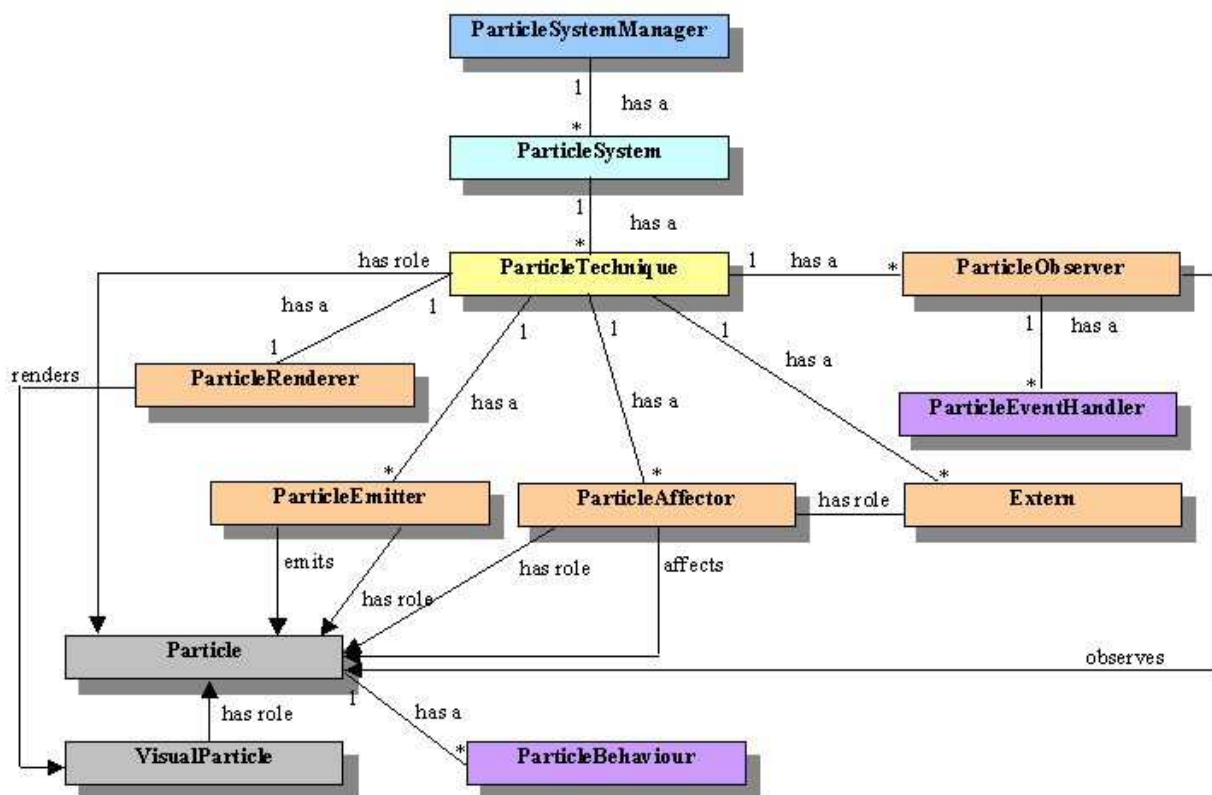 ParticleSystemManager
1
has a
*
ParticleSystem
1
has a
*
has role
ParticleTechnique
1
has a
*
ParticleObserver
has a
1
1
1
1
1
has a
has a
1
*
renders
ParticleRenderer
has a
has a
ParticleEventHandler
*
*
*
ParticleEmitter
ParticleAffector
has role
Extern
emits
has role
has role
affects
Particle
observes
1
has role
has a
*
VisualParticle
ParticleBehaviour